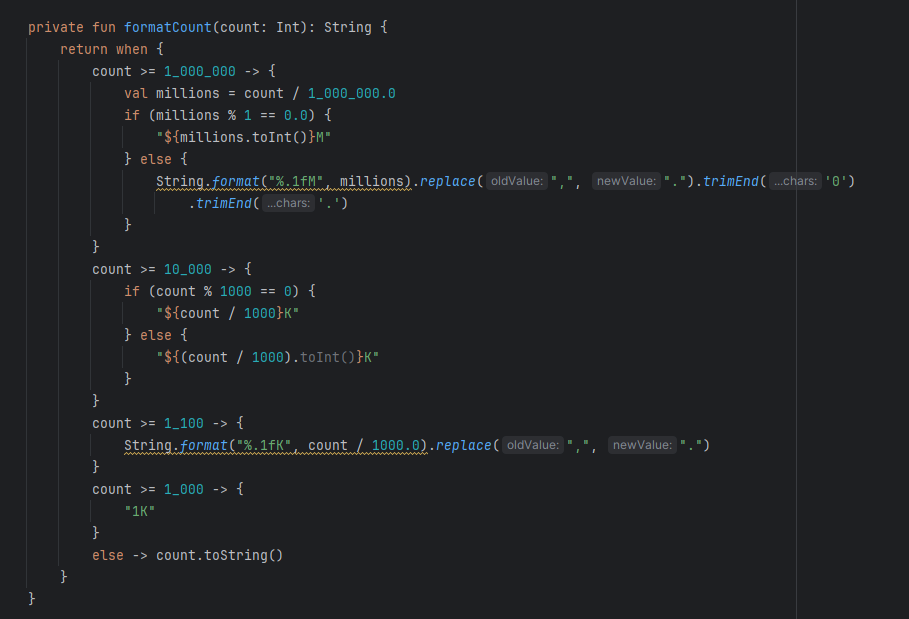 private fun formatCount(count: Int): String {
    return when {
        count >= 1_000_000 -> {
            val millions = count / 1_000_000.0
            if (millions % 1 == 0.0) {
                "${millions.toInt()}M"
            } else {
                String.format("%.1fM", millions).replace( oldValue: ",", newValue: ".").trimEnd( ...chars: '0')
                    .trimEnd( ...chars: '.')
            }
        }
        count >= 10_000 -> {
            if (count % 1000 == 0) {
                "${count / 1000}K"
            } else {
                "${(count / 1000).toInt()}K"
            }
        }
        count >= 1_100 -> {
            String.format("%.1fK", count / 1000.0).replace( oldValue: ",", newValue: ".")
        }
        count >= 1_000 -> {
            "1K"
        }
        else -> count.toString()
    }
}